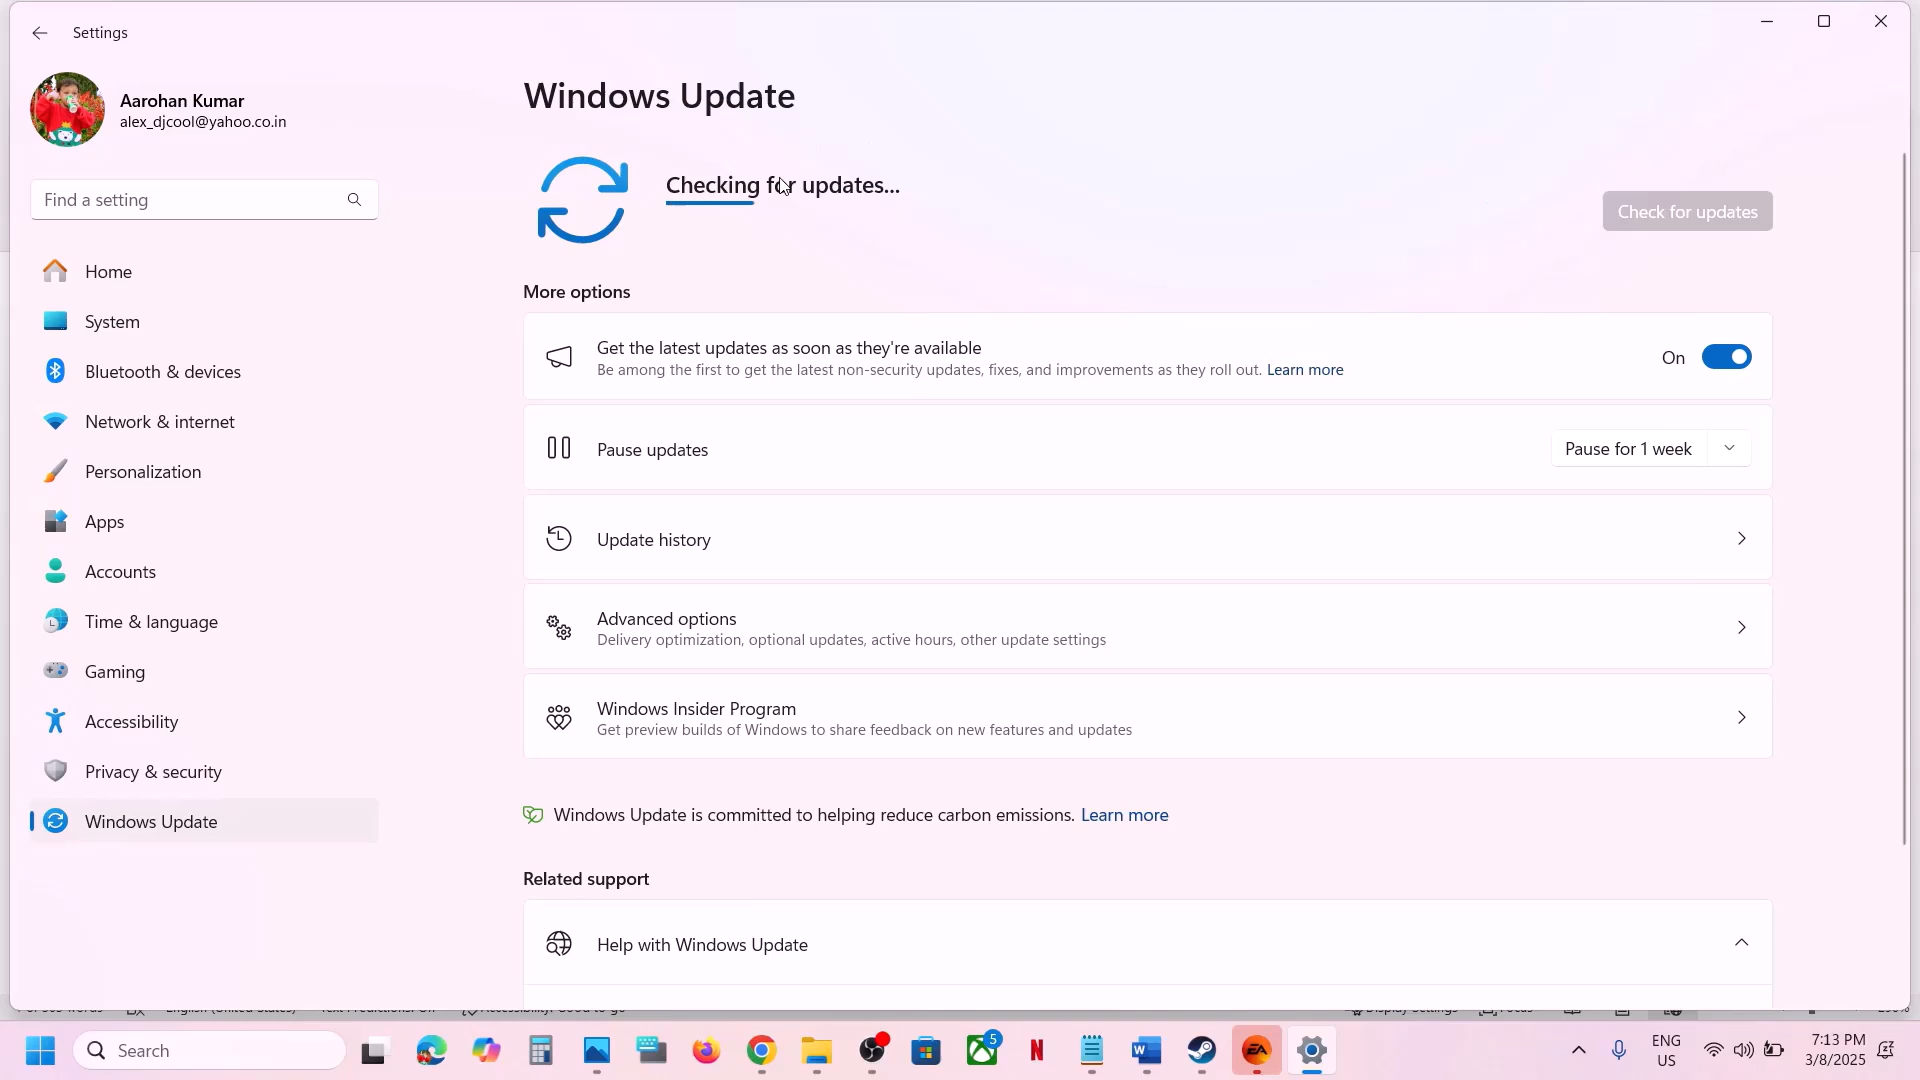 Settings
Aarohan Kumar
alex_djcool@yahoo.co.in
Find a setting
Home
System
Bluetooth & devices
Network & internet
Personalization
Apps
Accounts
Time & language
Gaming
Accessibility
Privacy & security
Windows Update
Windows Update
Checking for updates...
Check for updates
More options
Get the latest updates as soon as they're available
Be among the first to get the latest non-security updates, fixes, and improvements as they roll out. Learn more
On
Pause updates
Pause for 1 week
Update history
Advanced options
Delivery optimization, optional updates, active hours, other update settings
Windows Insider Program
Get preview builds of Windows to share feedback on new features and updates
Windows Update is committed to helping reduce carbon emissions. Learn more
Related support
Help with Windows Update
Search
5
ENG
US
7:13 PM
3/8/2025